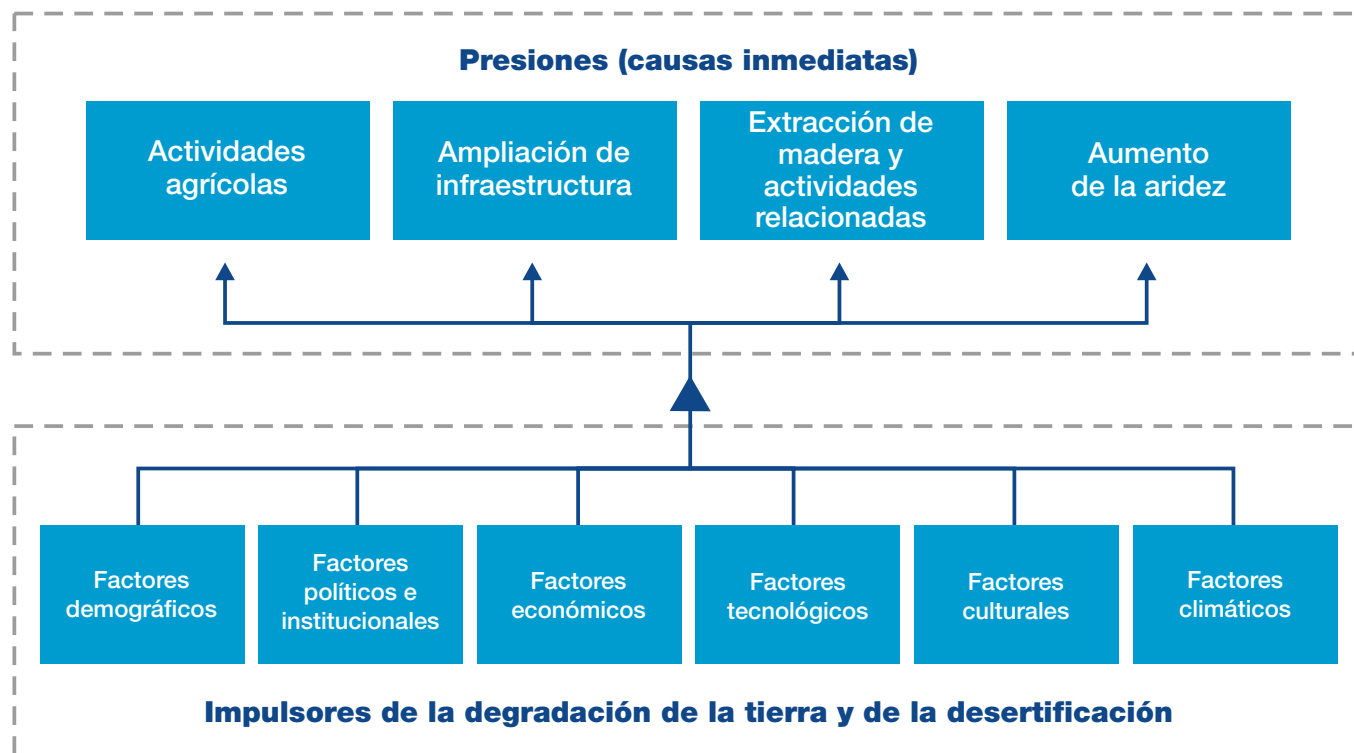 Presiones (causas inmediatas)
Actividades
agrícolas
Ampliación de
infraestructura
Extracción de
madera y
actividades
relacionadas
Aumento
de la aridez
Factores
demográficos
Factores
políticos e
institucionales
Factores
económicos
Factores
tecnológicos
Factores
culturales
Factores
climáticos
Impulsores de la degradación de la tierra y de la desertificación